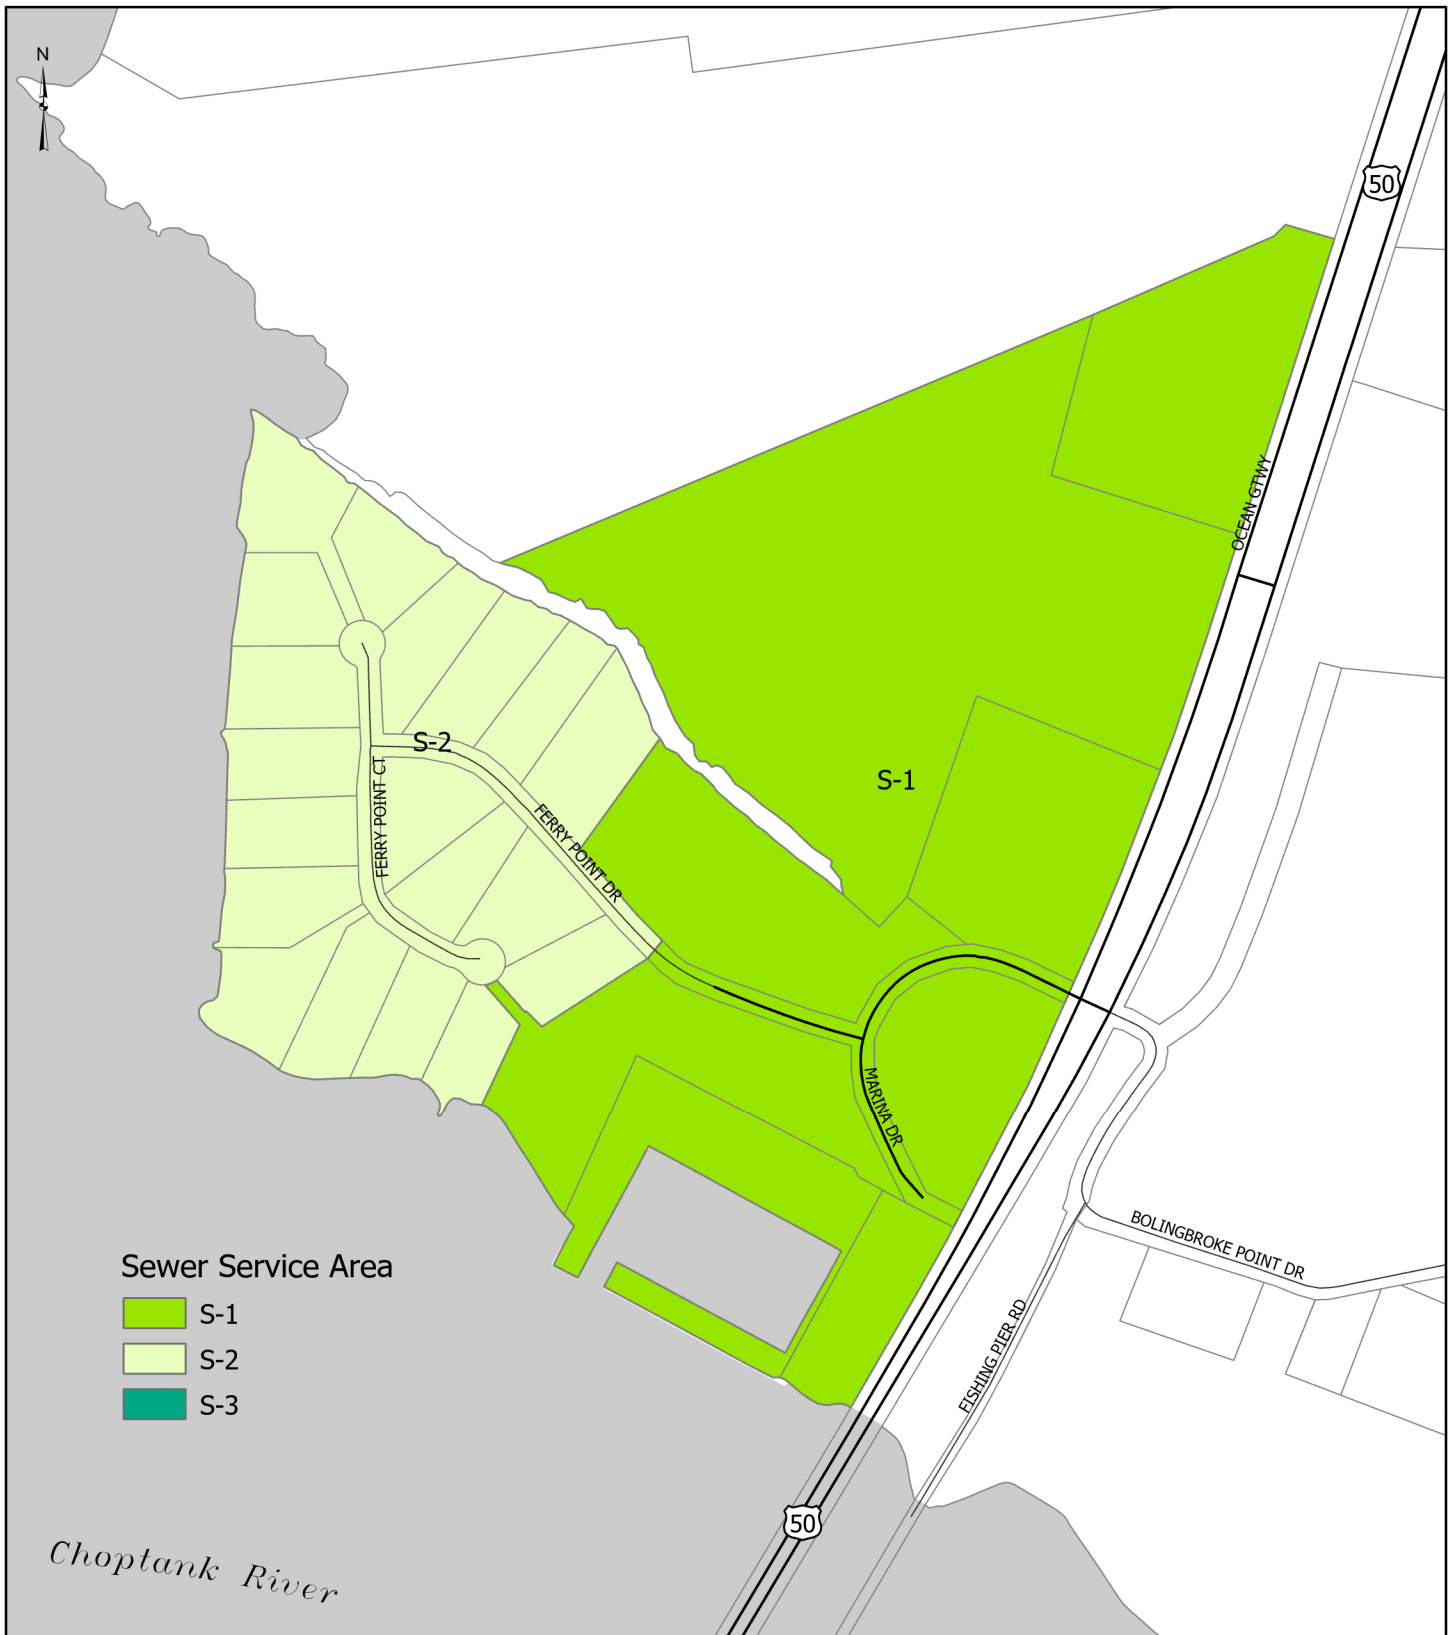 N
50
OCEAN GTWY
S-2
S-1
FERRY POINT CT
FERRY POINT DR
MARINA DR
BOLINGBROKE POINT DR
FISHING PIER RD
Sewer Service Area
S-1
S-2
S-3
50
Choptank River